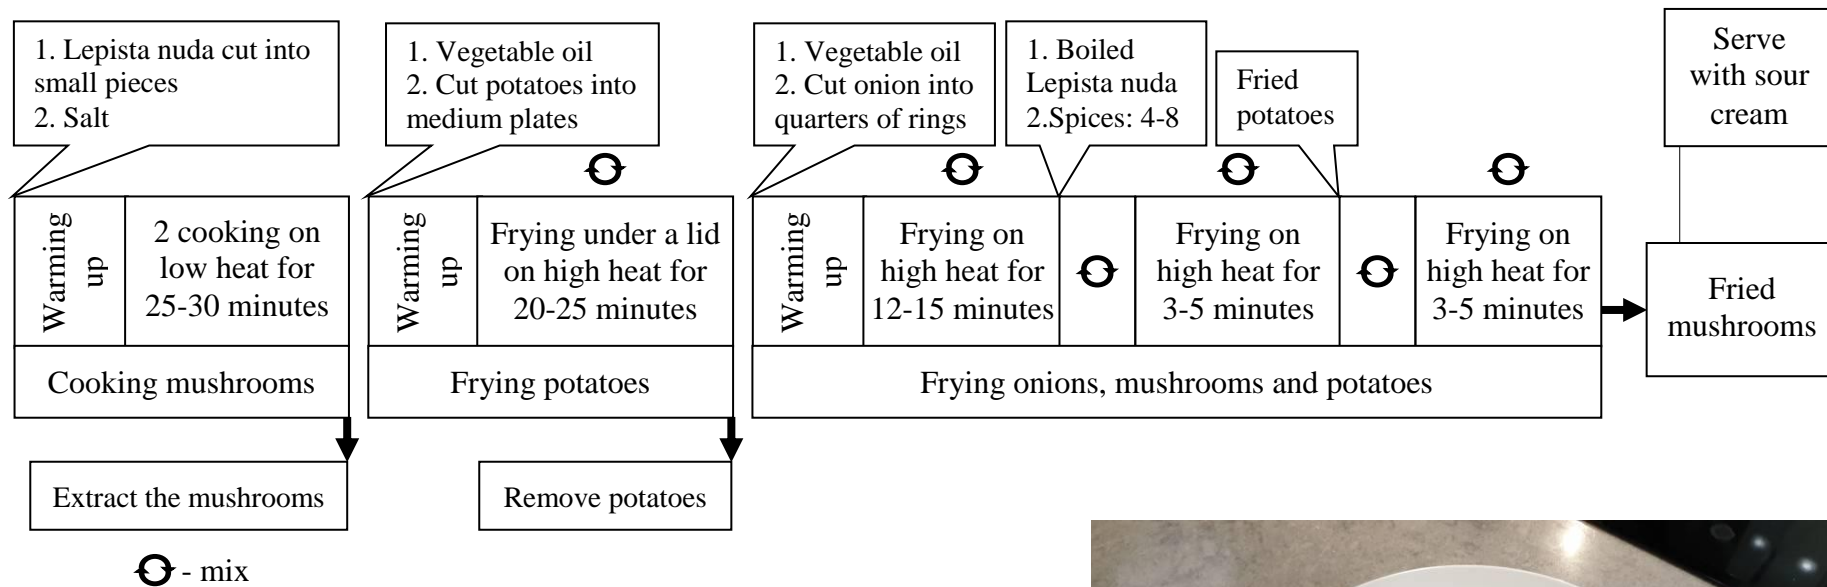 1. Lepista nuda cut into
small pieces
2. Salt
1. Vegetable oil
2. Cut potatoes into
medium plates
1. Vegetable oil
2. Cut onion into
quarters of rings
1. Boiled
Lepista nuda
2.Spices: 4-8
Fried
potatoes
Serve
with sour
cream
Warming
up
2 cooking on
low heat for
25-30 minutes
Warming
up
Frying under a lid
on high heat for
20-25 minutes
Warming
up
Frying on
high heat for
12-15 minutes
Frying on
high heat for
3-5 minutes
Frying on
high heat for
3-5 minutes
Fried
mushrooms
Cooking mushrooms
Frying potatoes
Frying onions, mushrooms and potatoes
Extract the mushrooms
Remove potatoes
- mix